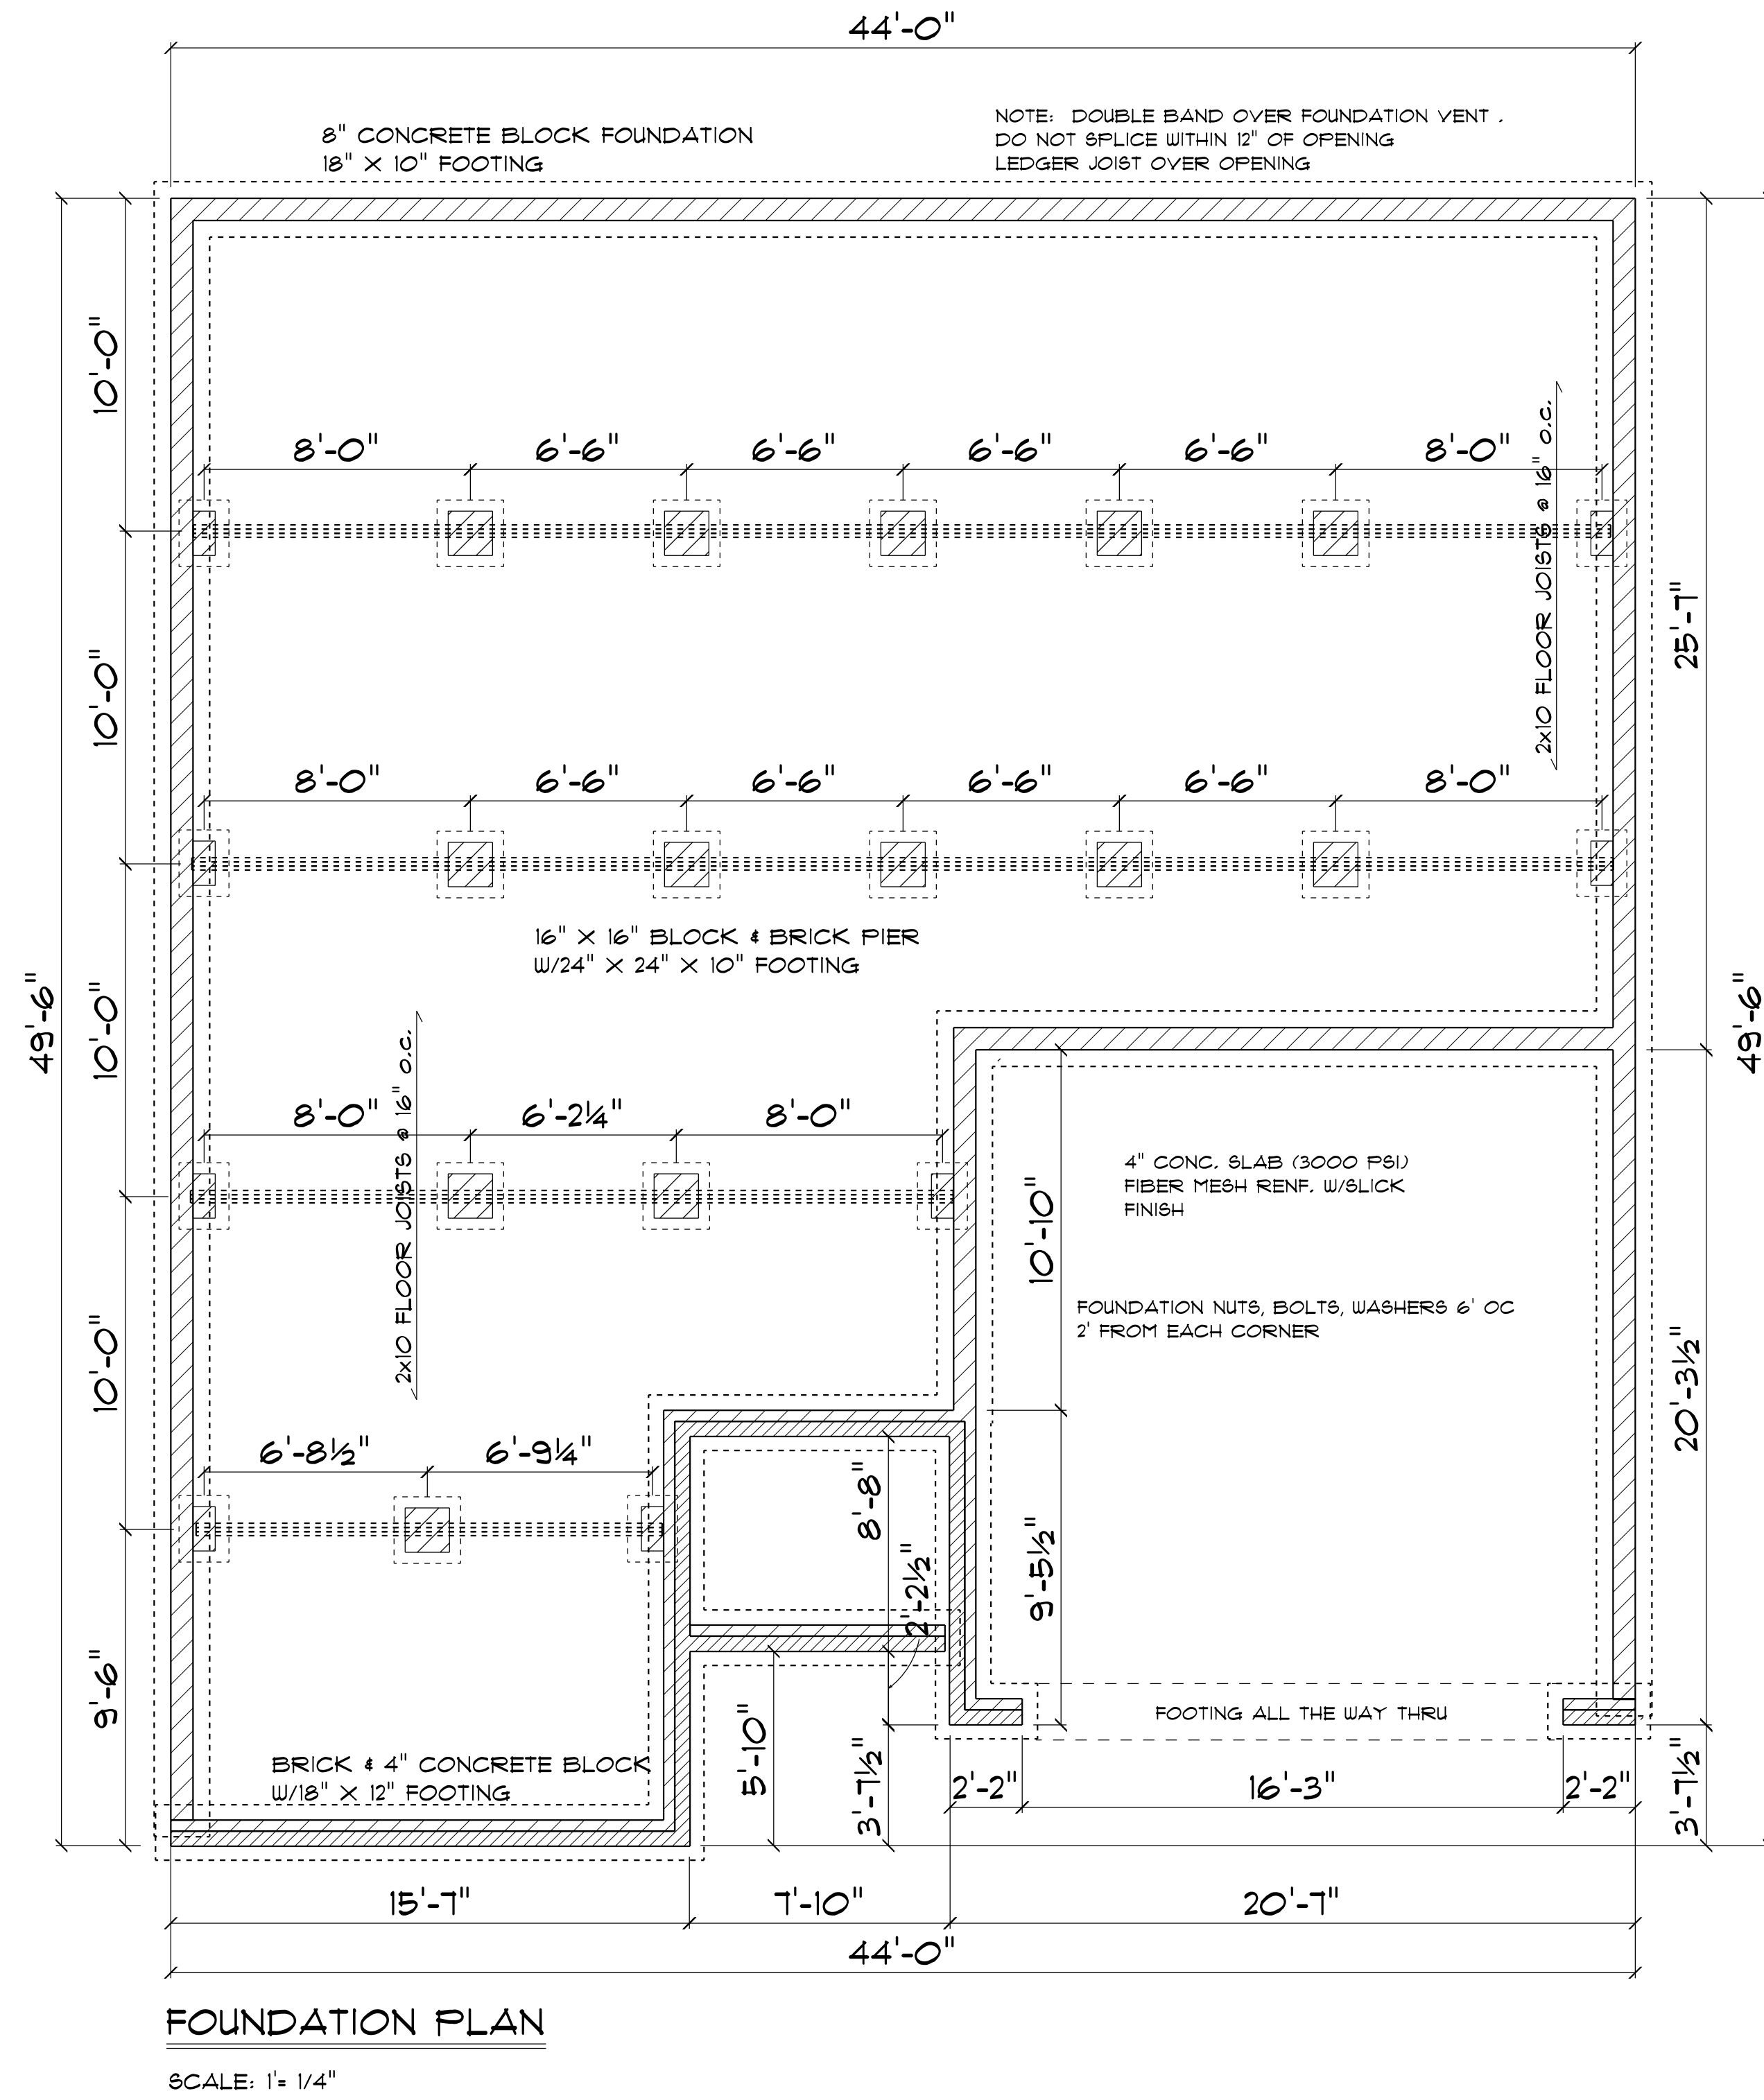 44'-0"
8" CONCRETE BLOCK FOUNDATION
18" X 10" FOOTING
NOTE: DOUBLE BAND OVER FOUNDATION VENT .
DO NOT SPLICE WITHIN 12" OF OPENING
LEDGER JOIST OVER OPENING
10'-0"
8'-0" 6'-6" 6'-6" 6'-6" 6'-6" 8'-0"
2x10 FLOOR JOISTS @ 16" O.C.
25'-7"
10'-0"
8'-0" 6'-6" 6'-6" 6'-6" 6'-6" 8'-0"
16" X 16" BLOCK & BRICK PIER
W/24" X 24" X 10" FOOTING
49'-6"
10'-0"
49'-6"
2x10 FLOOR JOISTS @ 16" O.C.
8'-0" 6'-2¼" 8'-0"
10'-10"
4" CONC. SLAB (3000 PSI)
FIBER MESH RENF. W/SLICK
FINISH
FOUNDATION NUTS, BOLTS, WASHERS 6' OC
2' FROM EACH CORNER
10'-0"
20'-3½"
6'-8½" 6'-9¼"
8'-8"
2'-2½"
9'-5½"
9'-6"
FOOTING ALL THE WAY THRU
BRICK & 4" CONCRETE BLOCK
W/18" X 12" FOOTING
5'-10"
3'-7½"
2'-2" 16'-3" 2'-2"
3'-7½"
15'-7" 7'-10" 20'-7"
44'-0"
FOUNDATION PLAN
SCALE: 1'= 1/4"